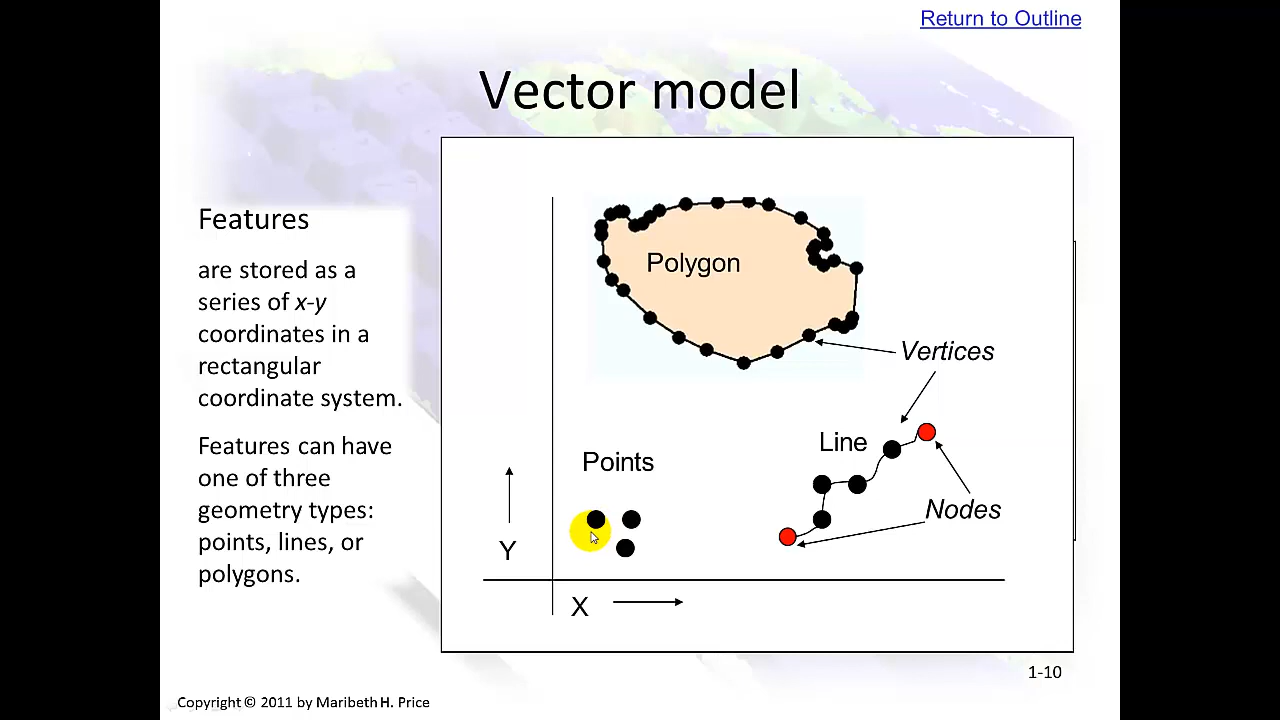 Return to Outline
Vector model
Features
are stored as a
series of x-y
coordinates in a
rectangular
coordinate system.
Features can have
one of three
geometry types:
points, lines, or
polygons.
Polygon
Vertices
Line
Points
Nodes
Y
X
1-10
Copyright © 2011 by Maribeth H. Price